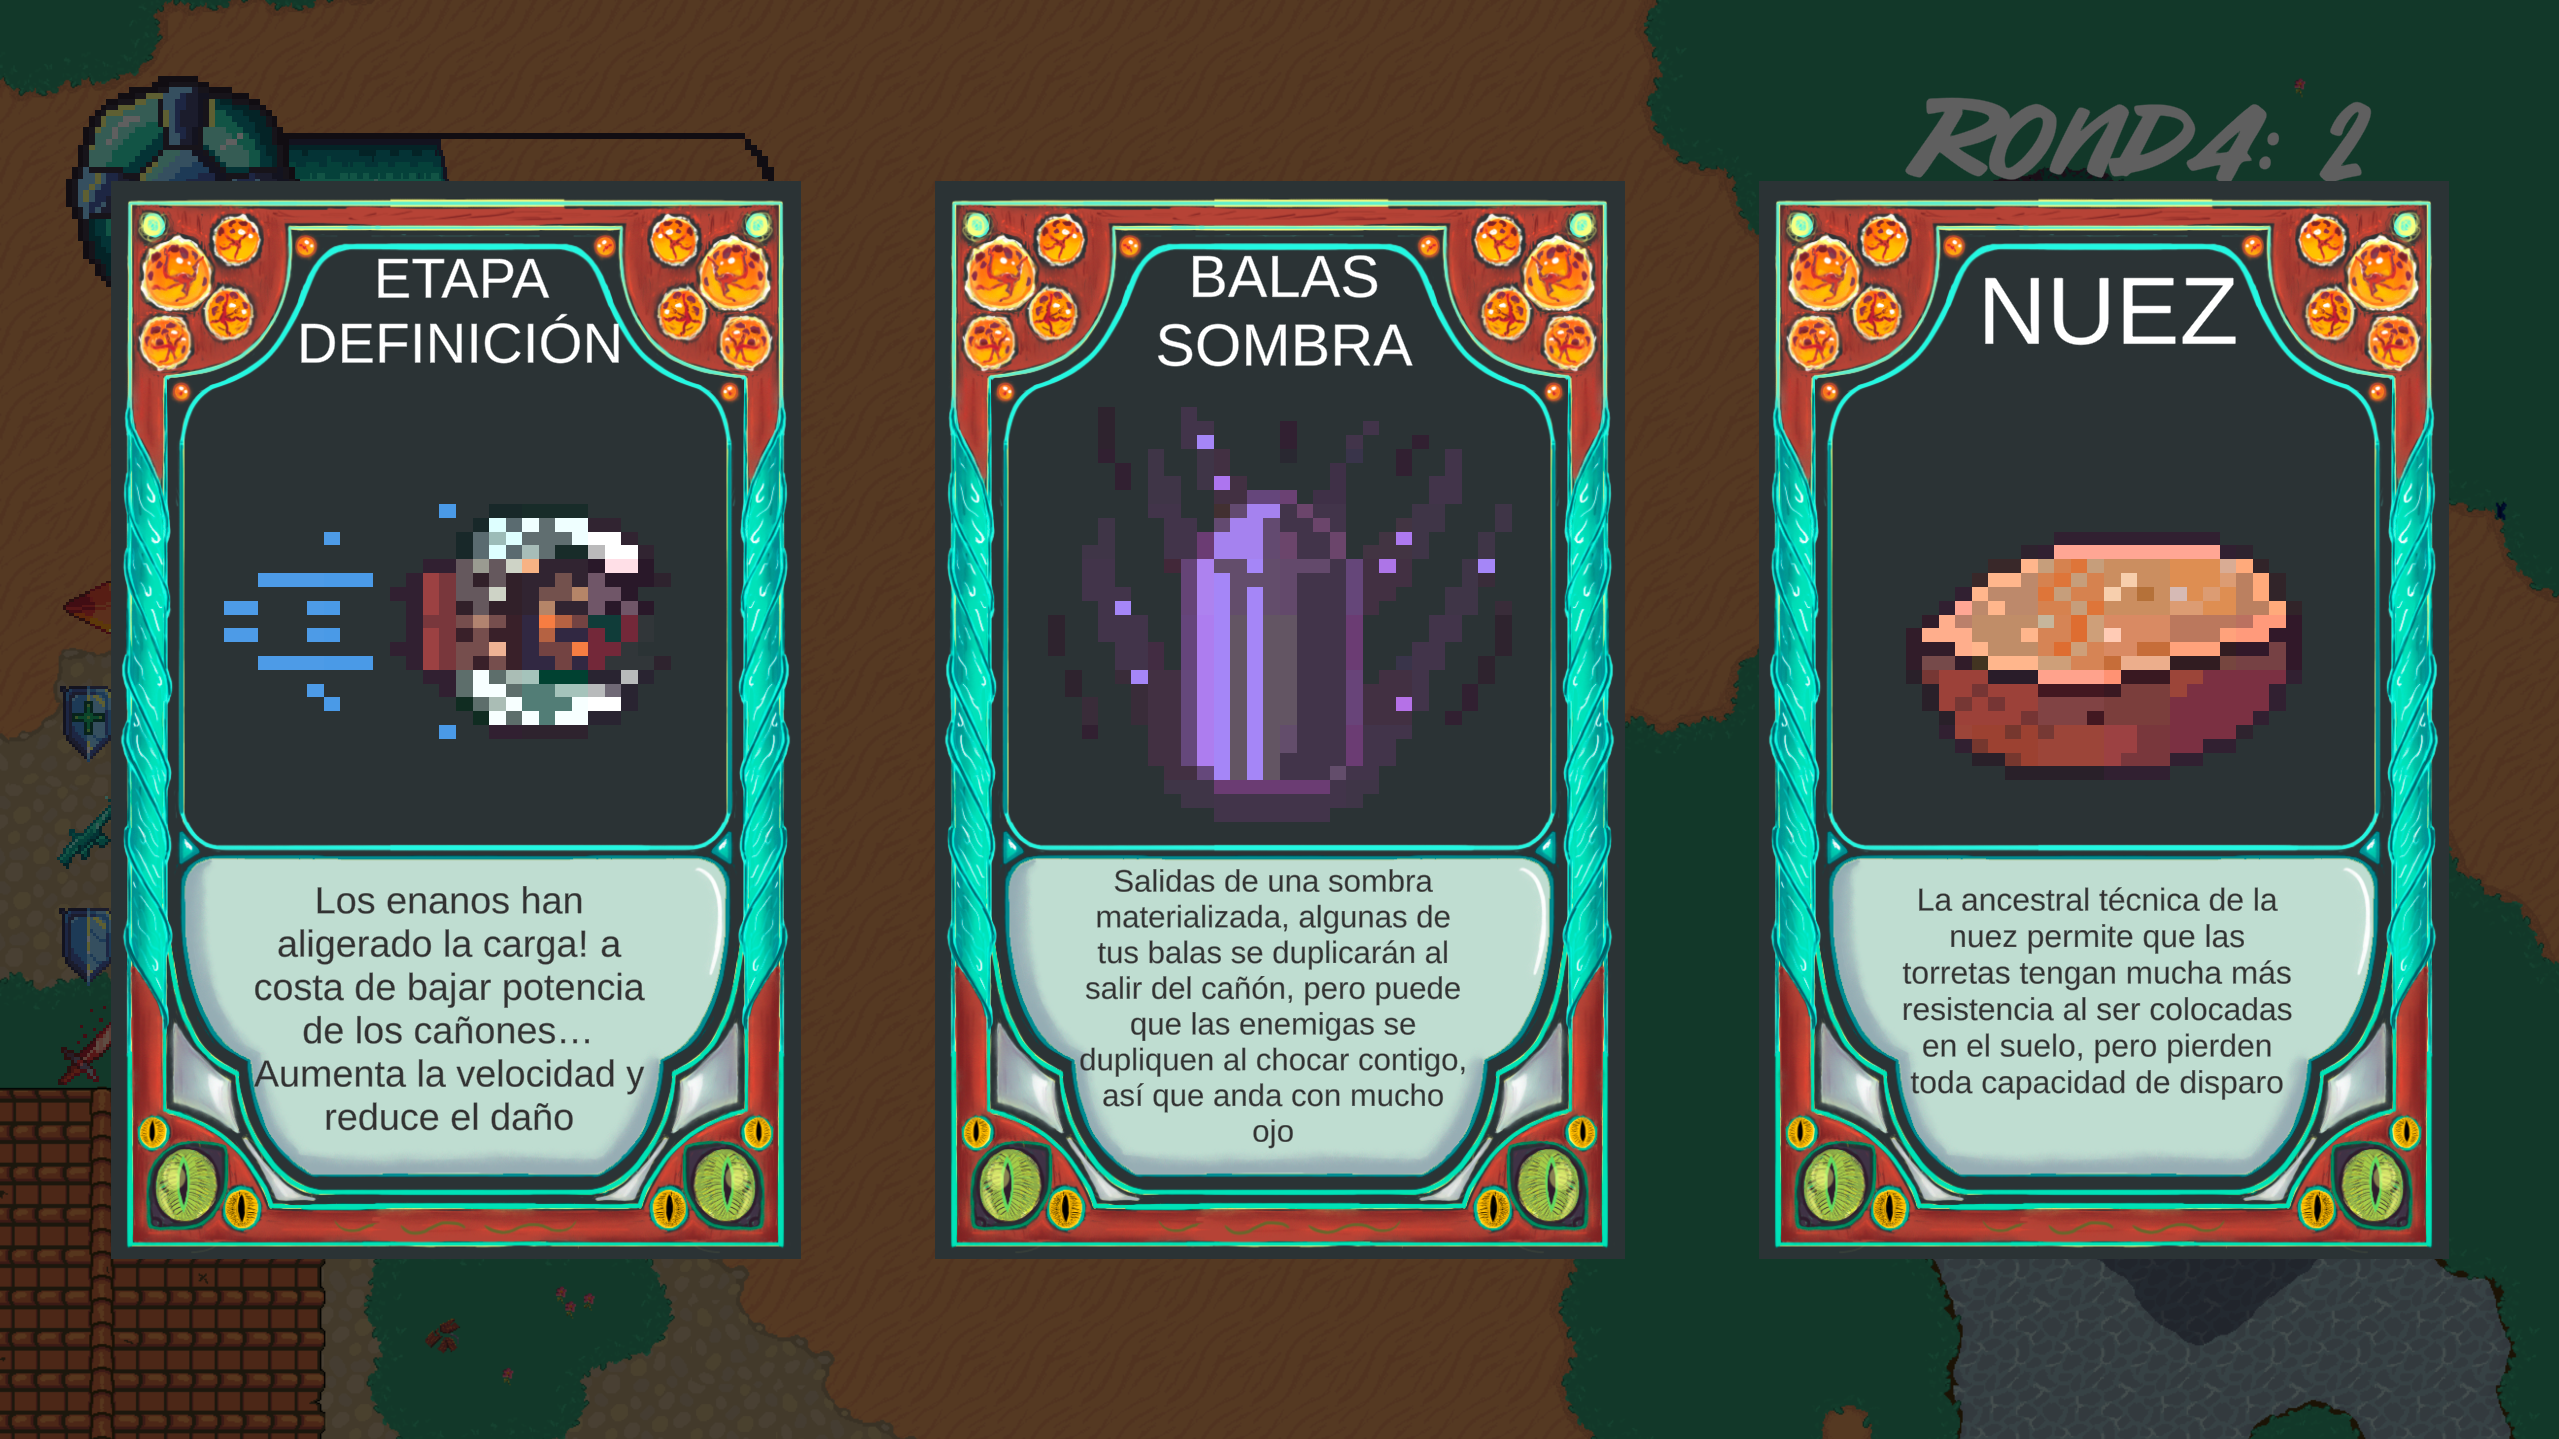 RONDA: 2
ETAPA
DEFINICIÓN
Los enanos han
aligerado la carga! a
costa de bajar potencia
de los cañones...
Aumenta la velocidad y
reduce el daño
BALAS
SOMBRA
Salidas de una sombra
materializada, algunas de
tus balas se duplicarán al
salir del cañón, pero puede
que las enemigas se
dupliquen al chocar contigo,
así que anda con mucho
ojo
NUEZ
La ancestral técnica de la
nuez permite que las
torretas tengan mucha más
resistencia al ser colocadas
en el suelo, pero pierden
toda capacidad de disparo